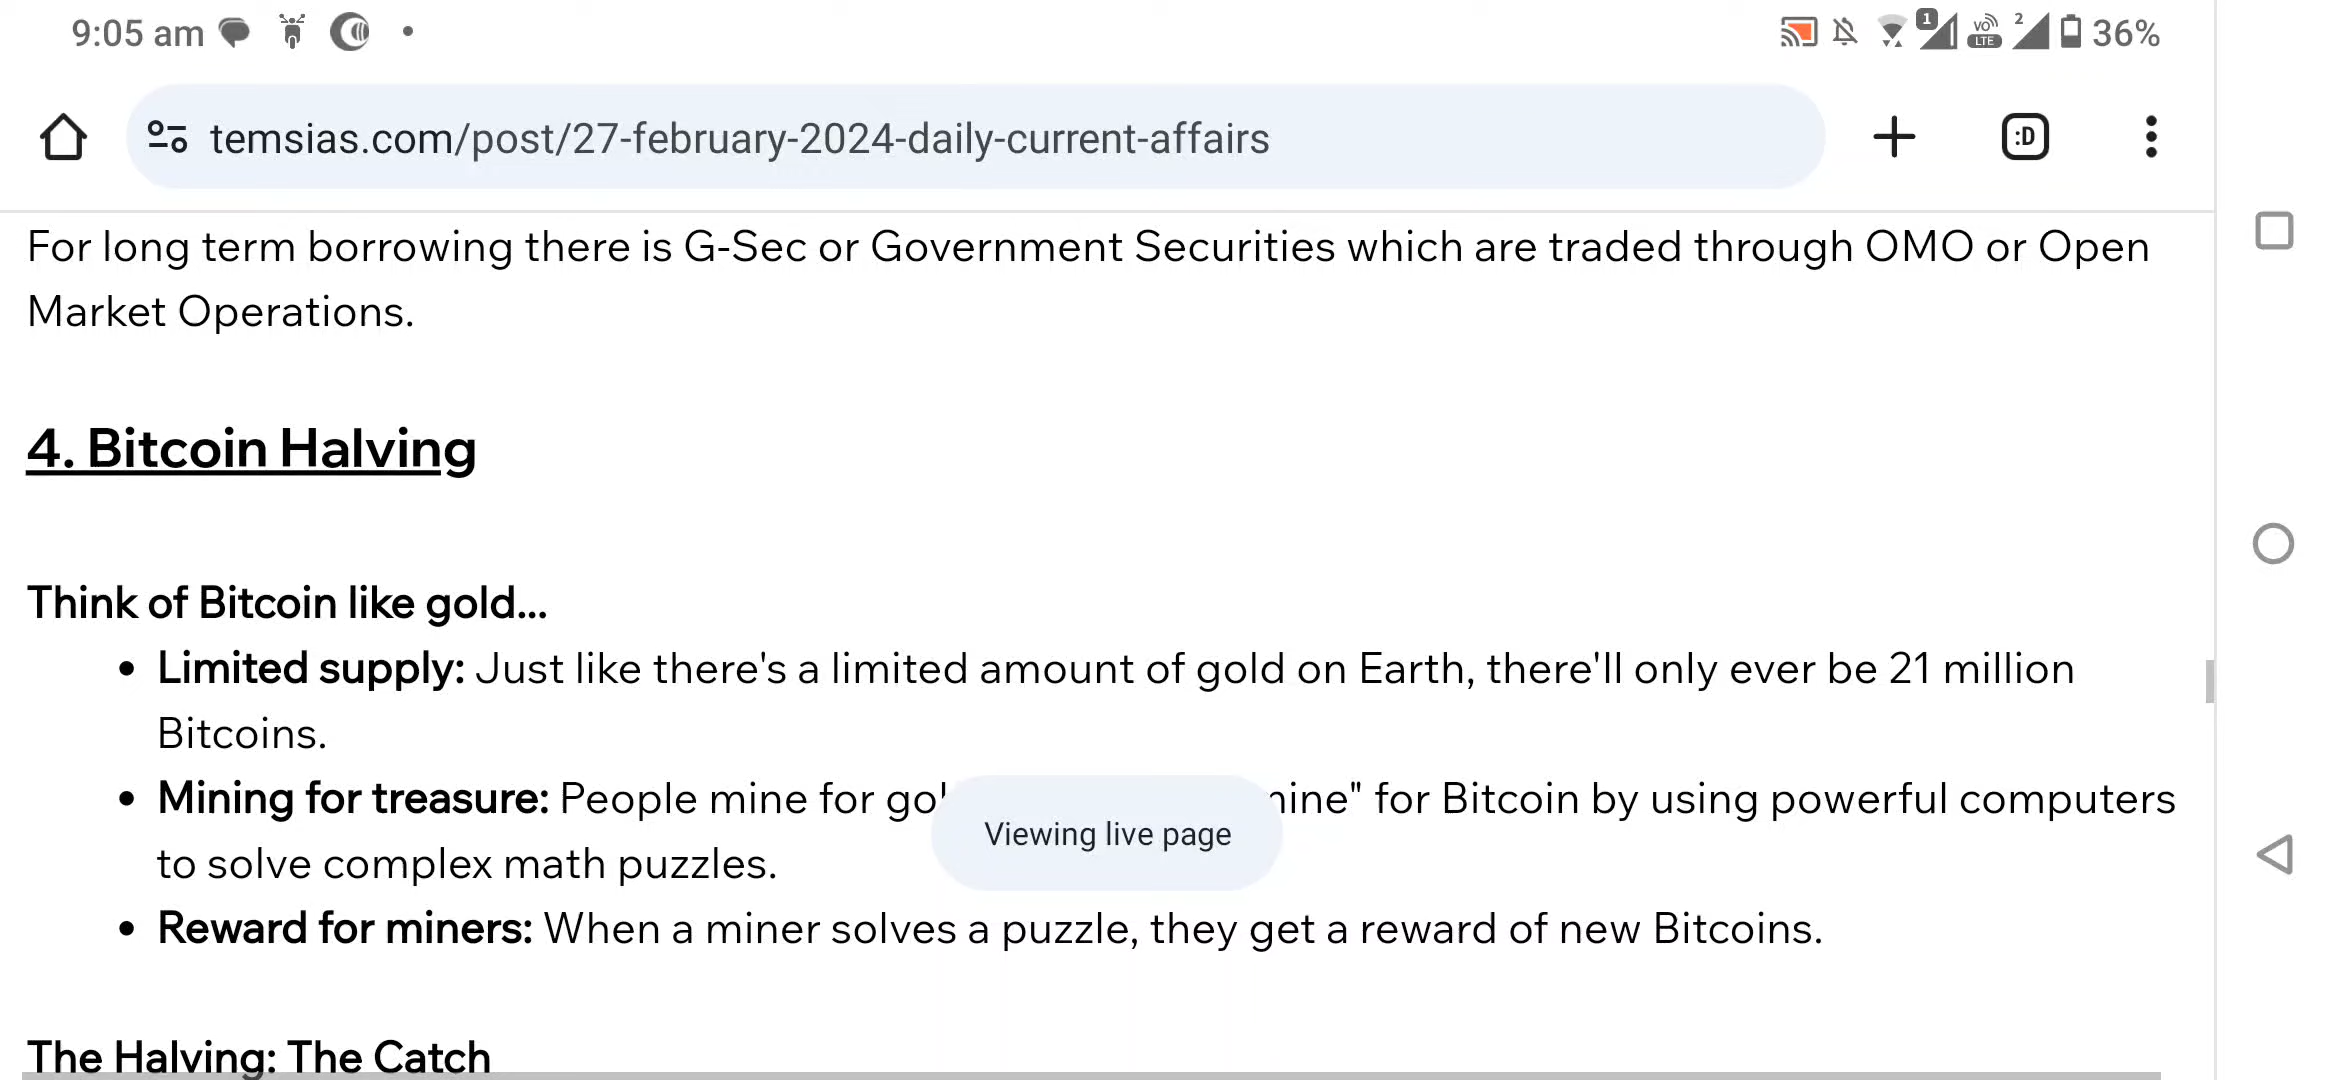 9:05 am
1
VO
LTE
2
36%
temsias.com/post/27-february-2024-daily-current-affairs
:D
For long term borrowing there is G-Sec or Government Securities which are traded through OMO or Open
Market Operations.
4. Bitcoin Halving
Think of Bitcoin like gold...
• Limited supply: Just like there's a limited amount of gold on Earth, there'll only ever be 21 million
Bitcoins.
• Mining for treasure: People mine for for Bitcoin by using powerful computers
Viewing live page
to solve complex math puzzles.
• Reward for miners: When a miner solves a puzzle, they get a reward of new Bitcoins.
The Halving: The Catch